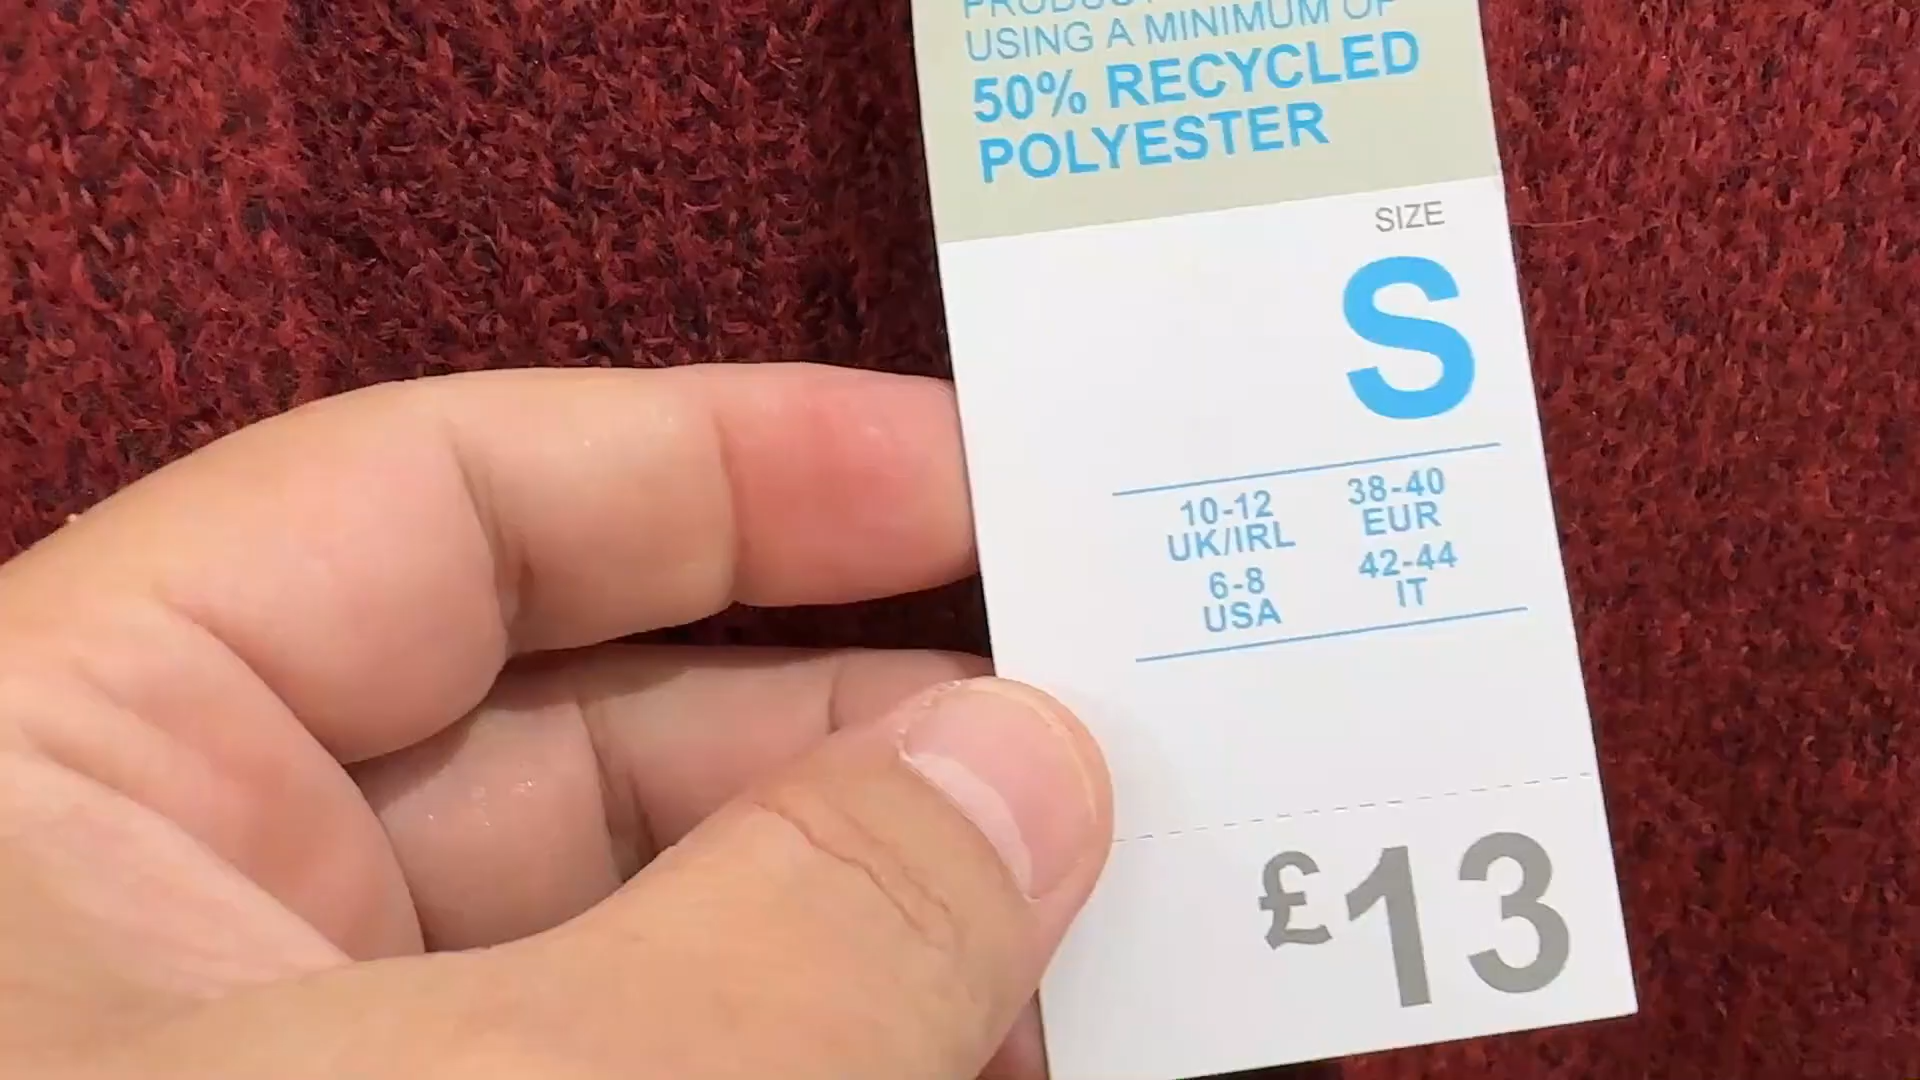 USING A MINIMUM OF
50% RECYCLED
POLYESTER
SIZE
S
10-12
UK/IRL
38-40
EUR
6-8
USA
42-44
IT
£13